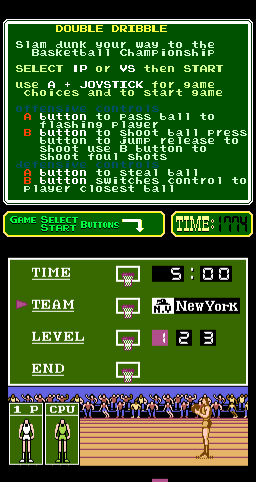 DOUBLE DRIBBLE
Slam dunk your way to the
Basketball Championship
SELECT 1P or VS then START
use A + JOYSTICK for game
choices and to start game
offensive controls
A button to pass ball to
flashing player
B button to shoot ball press
button to jump release to
shoot use B button to
shoot foul shots
defensive controls
A button to steal ball
B button switches control to
player closest ball
GAME SELECT
START BUTTONS
TIME: 1774
TIME 5:00
TEAM N.Y NewYork
LEVEL 1 2 3
END
1 P CPU